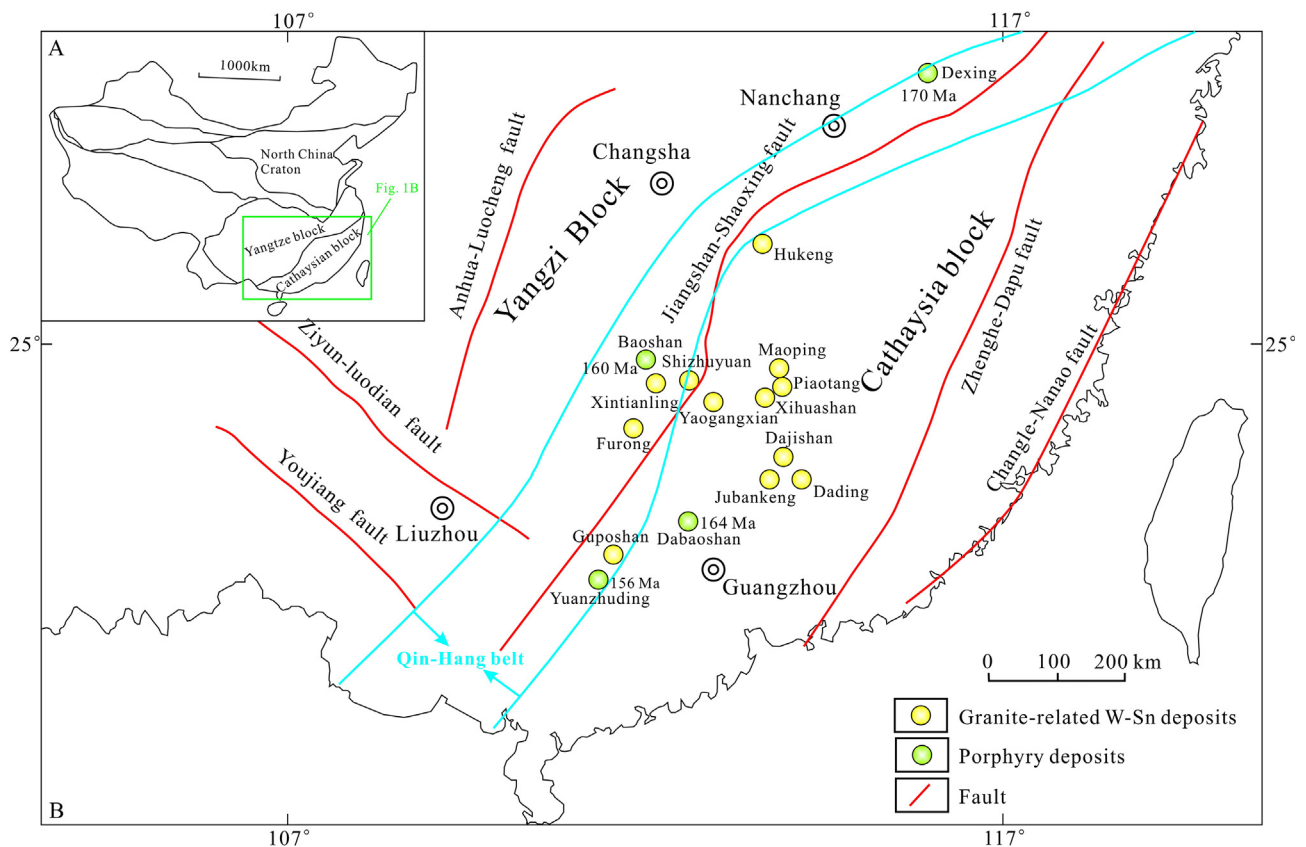 107°
117°
A
1000km
North China
Craton
Fig. 1B
Yangtze block
Cathaysian block
Dexing
170 Ma
Nanchang
Changsha
Anhua-Luocheng fault
Yangzi Block
Jiangshan-Shaoxing fault
Hukeng
Cathaysia block
Zhenghe-Dapu fault
Changle-Nanao fault
25°
25°
Ziyun-luodian fault
Baoshan
160 Ma
Shizhuyuan
Maoping
Piaotang
Xintianling
Yaogangxian
Xihuashan
Furong
Dajishan
Youjiang fault
Jubankeng
Dading
Liuzhou
164 Ma
Dabaoshan
Guposhan
156 Ma
Yuanzhuding
Guangzhou
Qin-Hang belt
0 100 200 km
Granite-related W-Sn deposits
Porphyry deposits
Fault
B
107°
117°